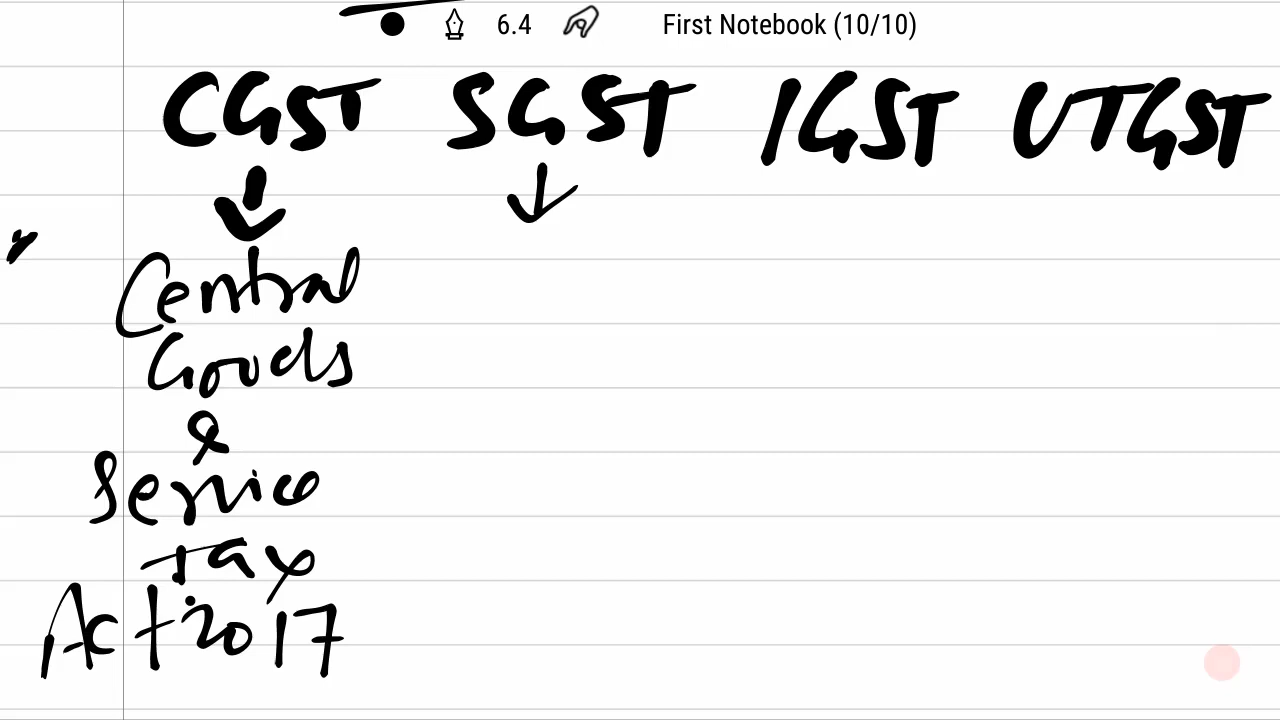 6.4 First Notebook (10/10)
CGST SGST IGST UTGST
Central
Goods
&
Service
Tax
Act 2017